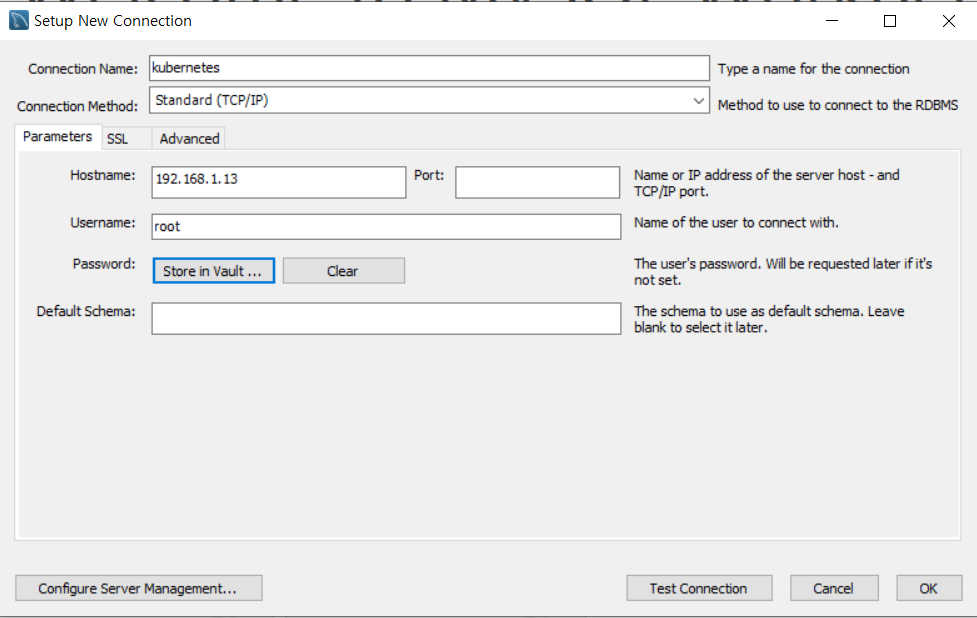 Setup New Connection
Connection Name: kubernetes Type a name for the connection
Connection Method: Standard (TCP/IP) Method to use to connect to the RDBMS
Parameters SSL Advanced
Hostname: 192.168.1.13 Port: Name or IP address of the server host - and
TCP/IP port.
Username: root Name of the user to connect with.
Password: Store in Vault ... Clear The user's password. Will be requested later if it's
not set.
Default Schema: The schema to use as default schema. Leave
blank to select it later.
Configure Server Management... Test Connection Cancel OK